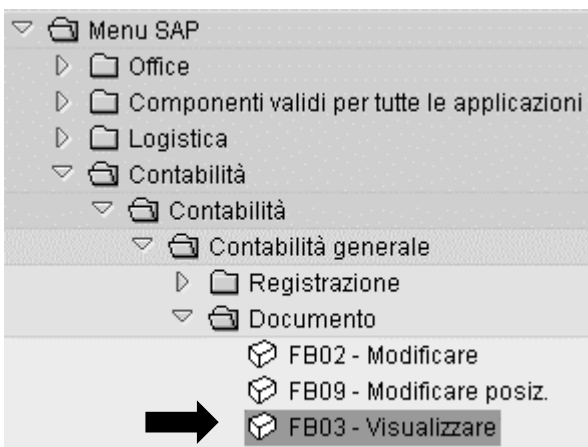 Menu SAP
Office
Componenti validi per tutte le applicazioni
Logistica
Contabilità
Contabilità
Contabilità generale
Registrazione
Documento
FB02 - Modificare
FB09 - Modificare posiz.
FB03 - Visualizzare